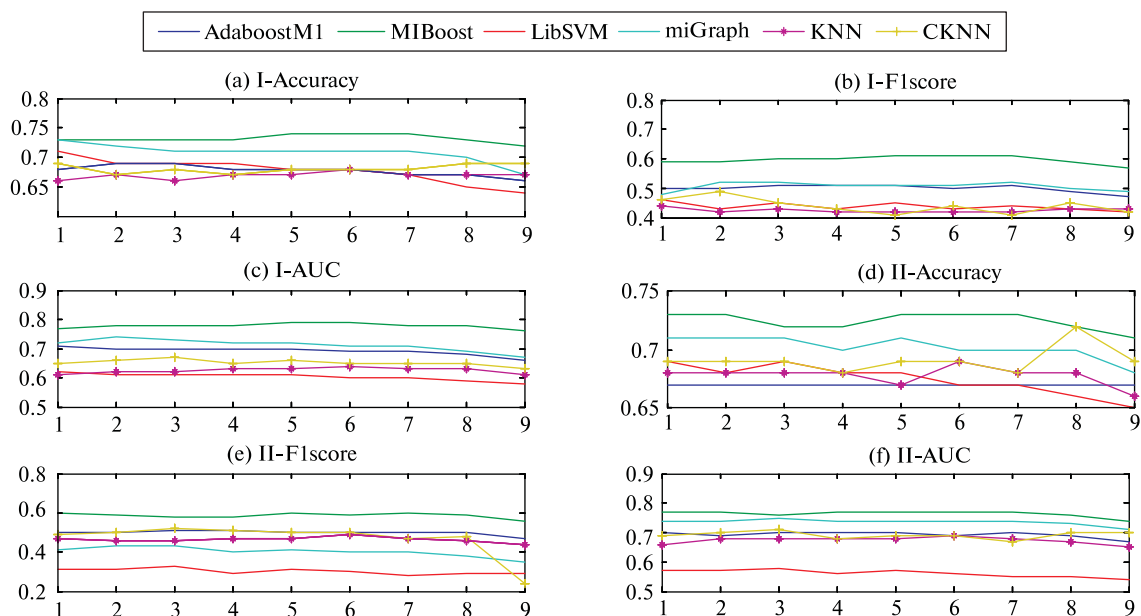 AdaboostM1 MIBoost LibSVM miGraph KNN CKNN
(a) I-Accuracy
0.8
0.75
0.7
0.65
1 2 3 4 5 6 7 8 9
(b) I-F1score
0.8
0.7
0.6
0.5
0.4
1 2 3 4 5 6 7 8 9
(c) I-AUC
0.9
0.8
0.7
0.6
0.5
1 2 3 4 5 6 7 8 9
(d) II-Accuracy
0.75
0.7
0.65
1 2 3 4 5 6 7 8 9
(e) II-F1score
0.8
0.6
0.4
0.2
1 2 3 4 5 6 7 8 9
(f) II-AUC
0.9
0.8
0.7
0.6
0.5
1 2 3 4 5 6 7 8 9